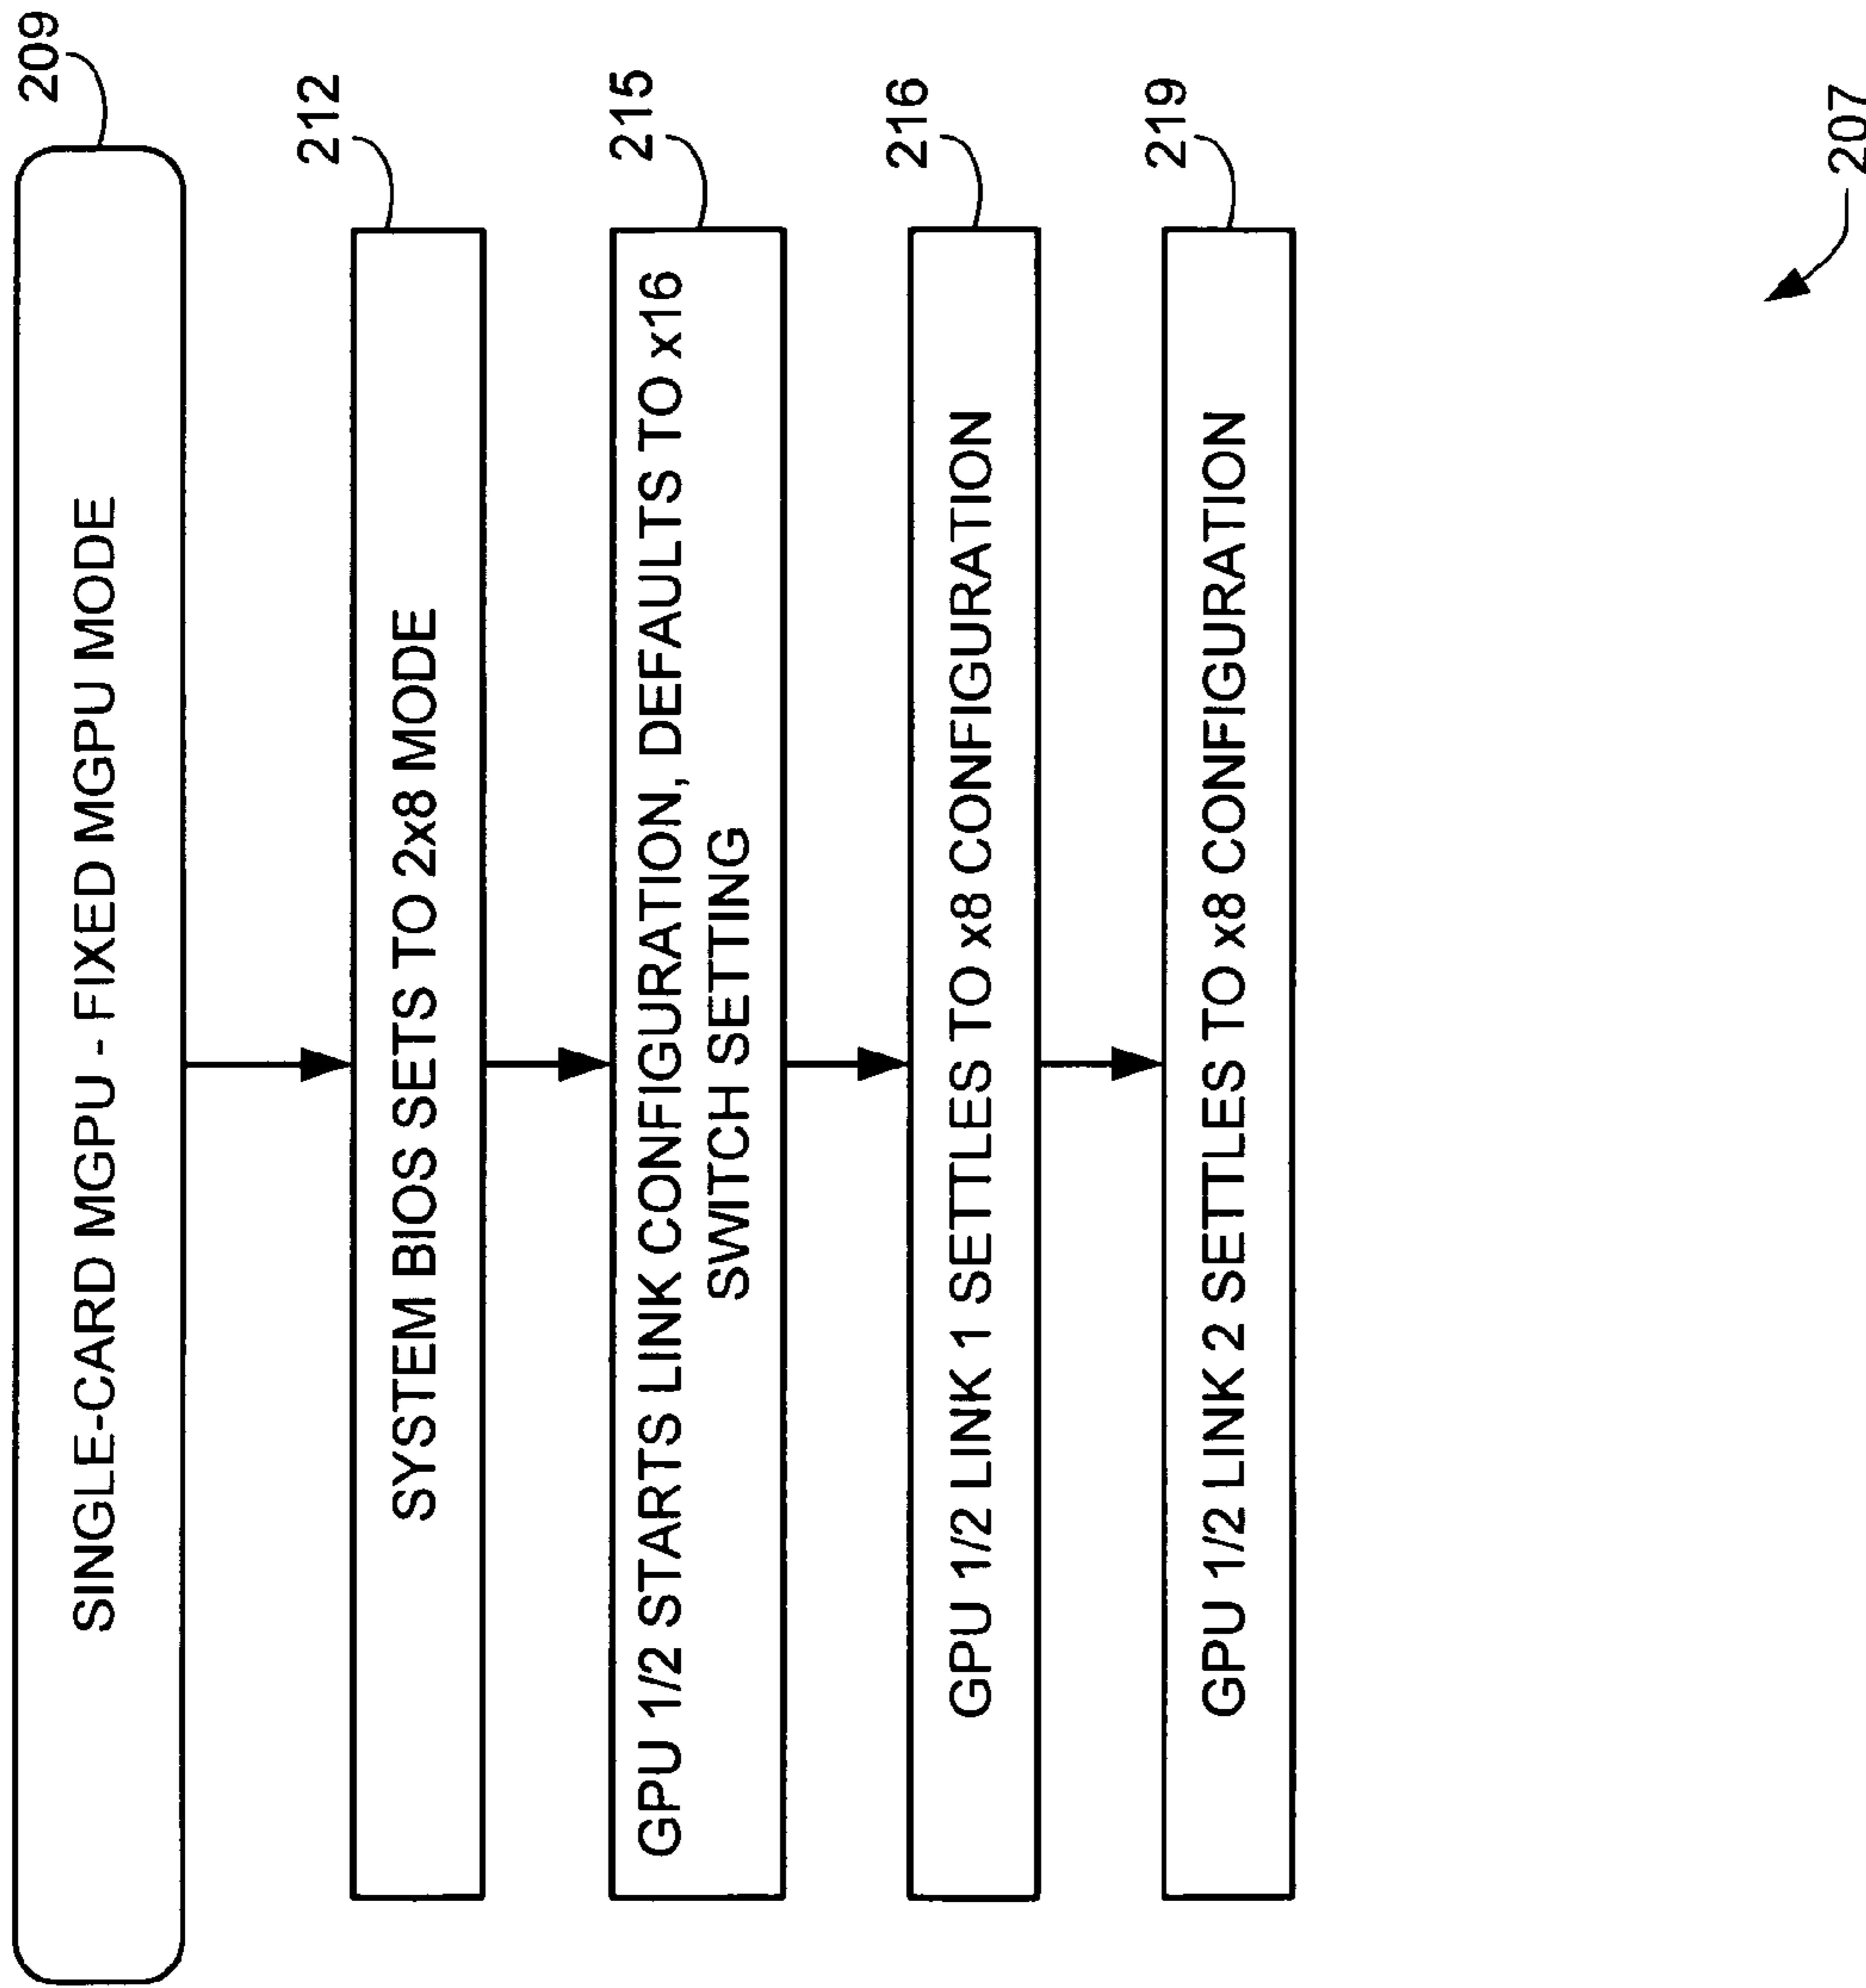 SINGLE-CARD MGPU - FIXED MGPU MODE
209
SYSTEM BIOS SETS TO 2x8 MODE
212
GPU 1/2 STARTS LINK CONFIGURATION, DEFAULTS TO x16
SWITCH SETTING
215
GPU 1/2 LINK 1 SETTLES TO x8 CONFIGURATION
216
GPU 1/2 LINK 2 SETTLES TO x8 CONFIGURATION
219
207